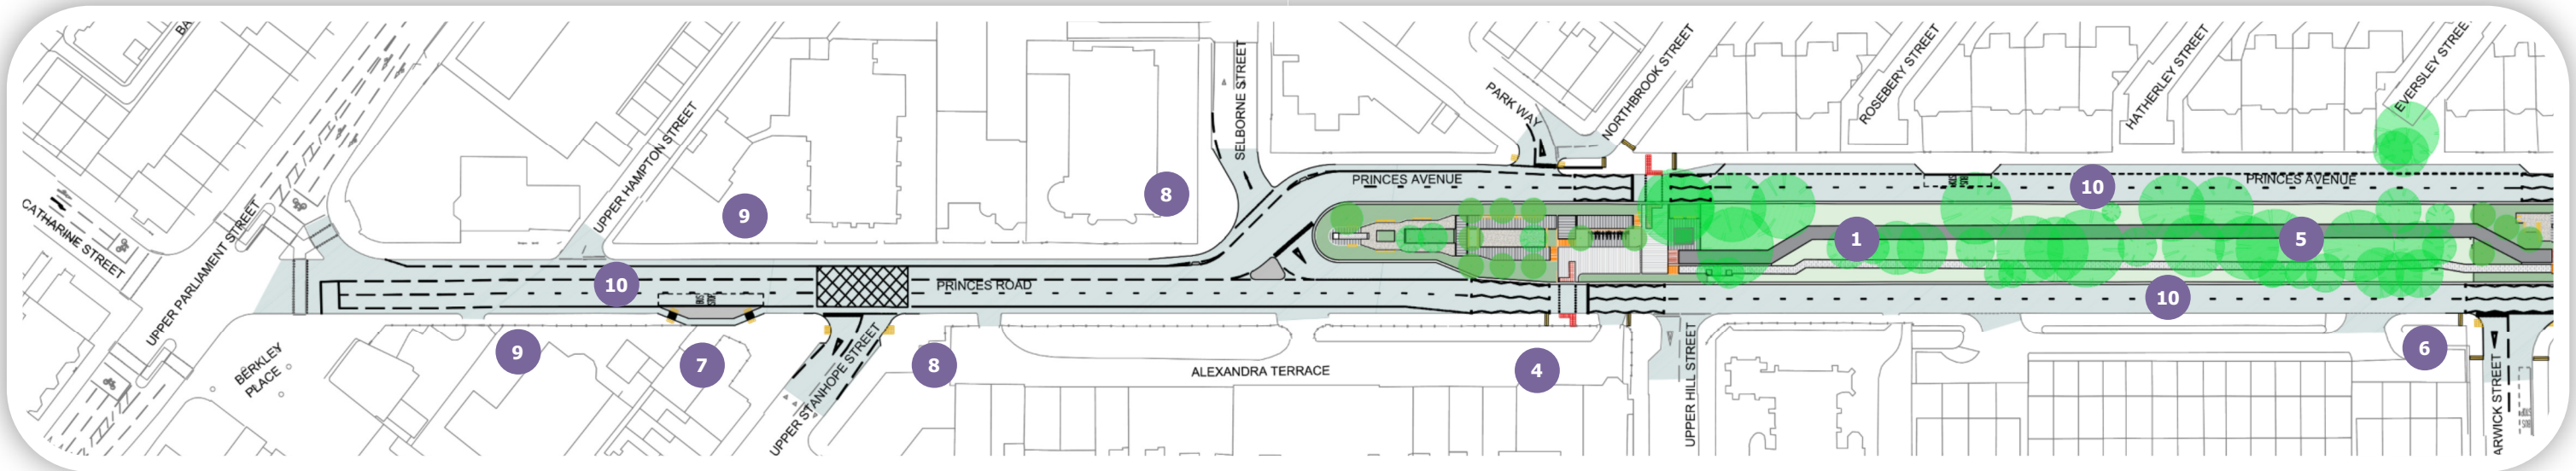 BA
CATHARINE STREET
UPPER PARLIAMENT STREET
BERKLEY
PLACE
UPPER HAMPTON STREET
9
10
9
7
UPPER STANHOPE STREET
8
PRINCES ROAD
8
SELBORNE STREET
ALEXANDRA TERRACE
PRINCES AVENUE
4
PARK WAY
NORTHBROOK STREET
UPPER HILL STREET
ROSEBERY STREET
1
HATHERLEY STREET
10
PRINCES AVENUE
5
10
EVERSLEY STREE
6
ARWICK STREET